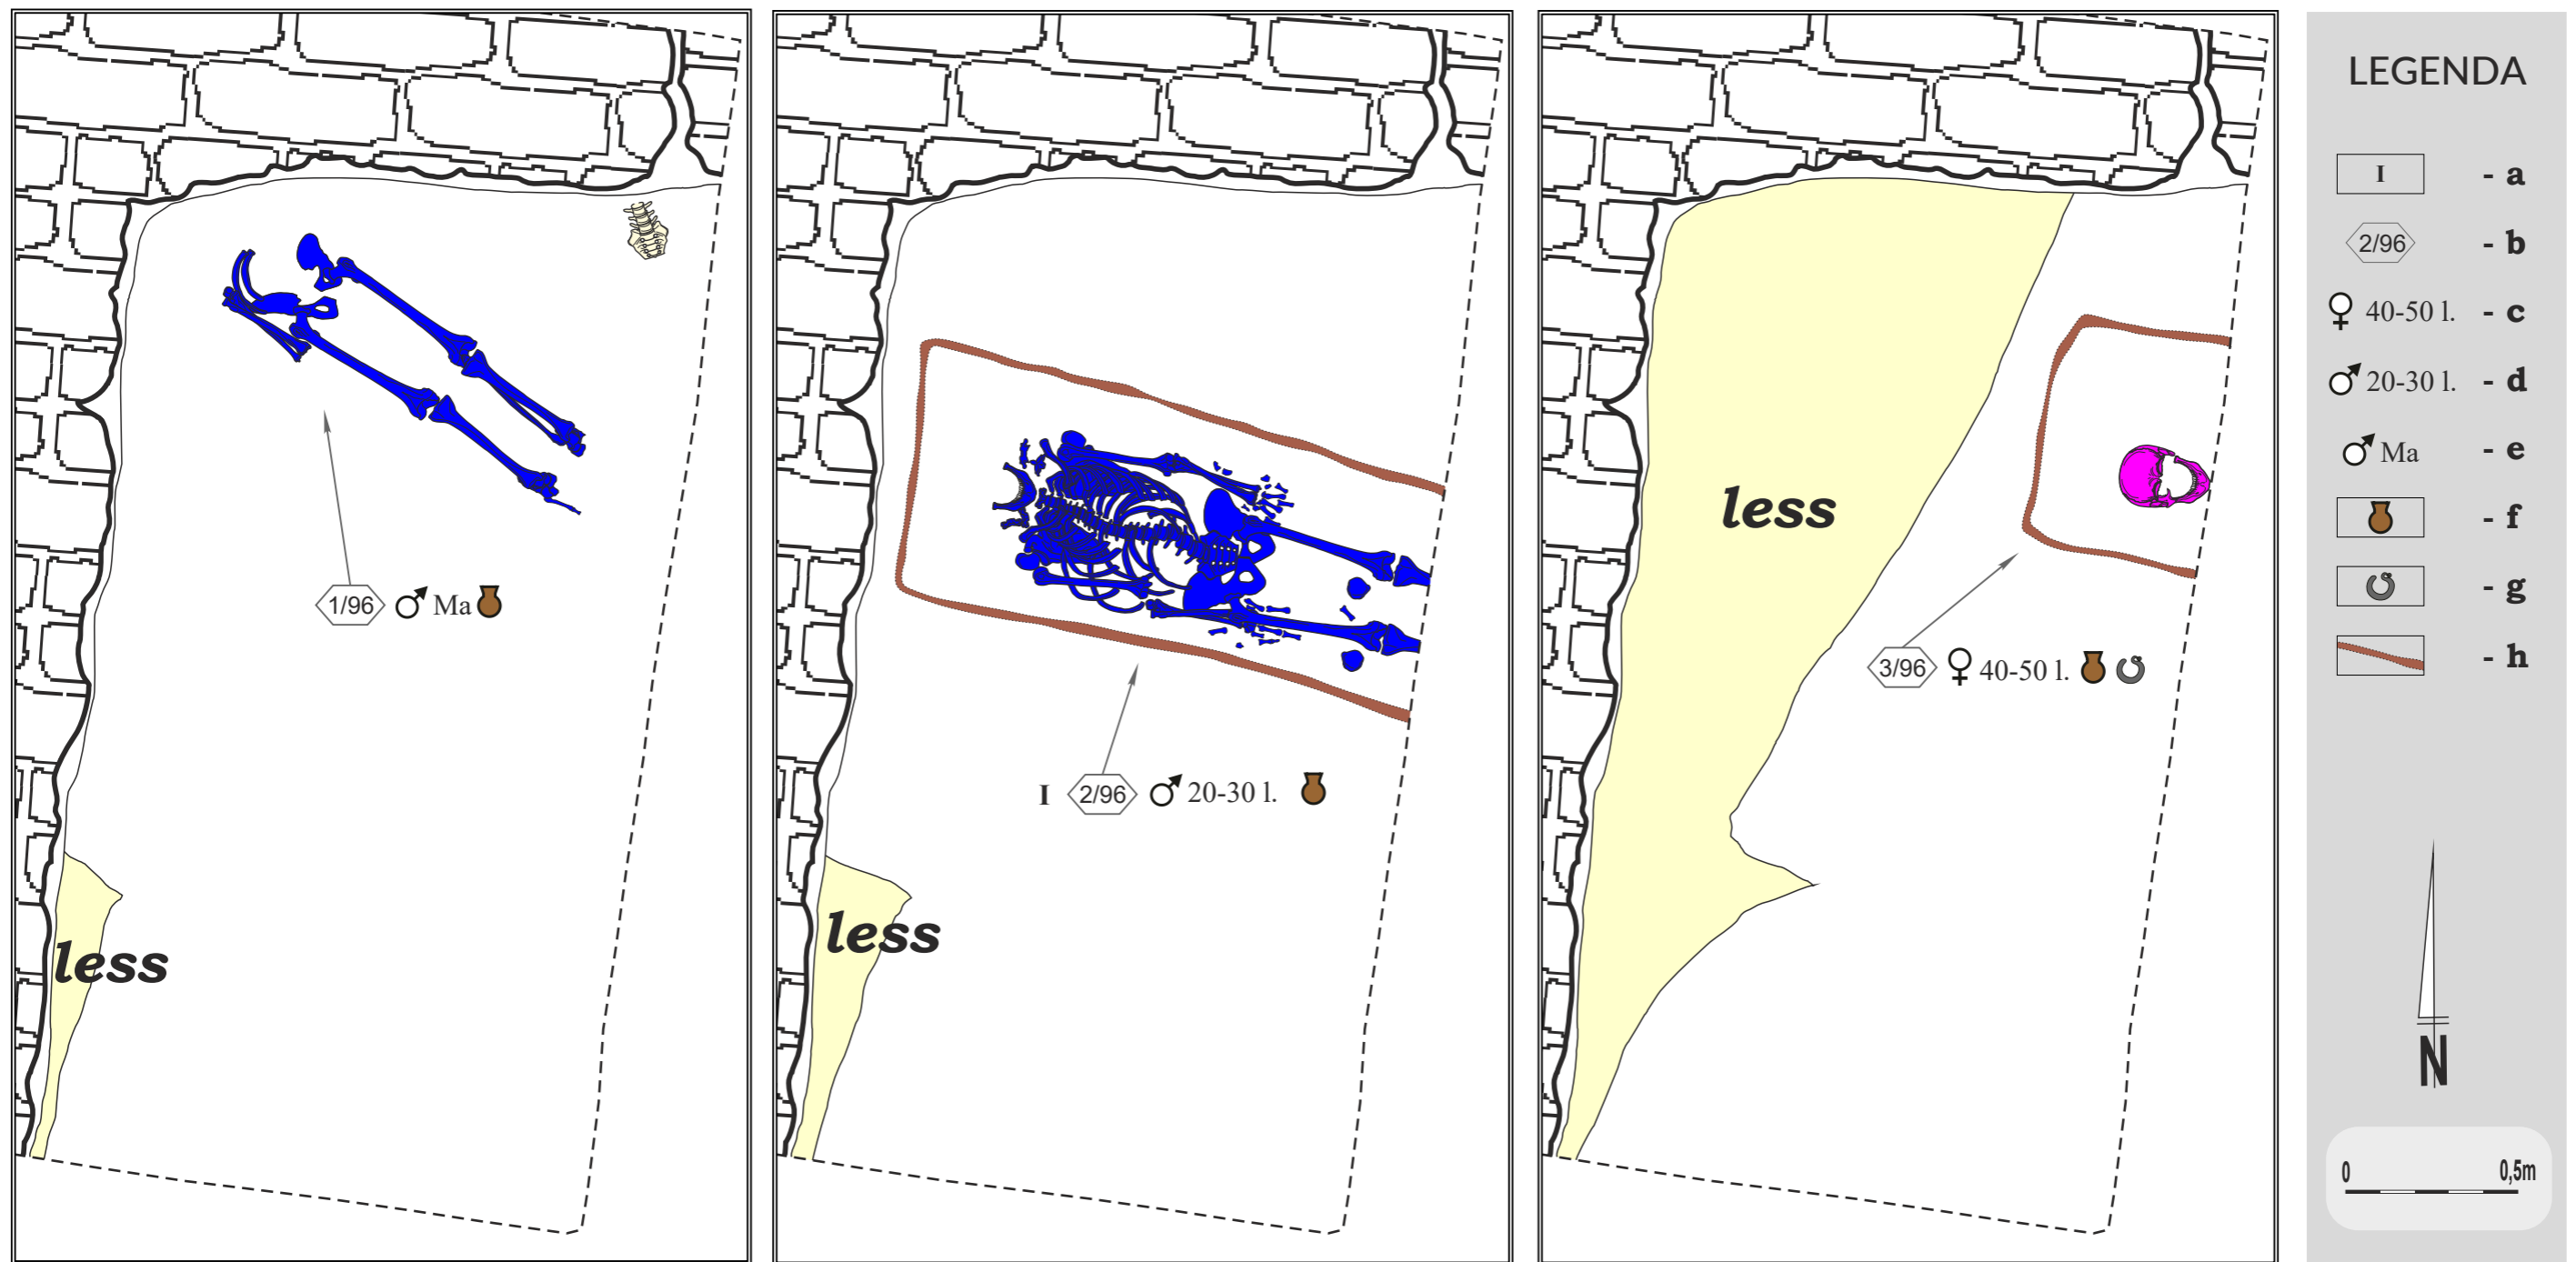 less
1/96 ♂ Ma
less
I 2/96 ♂ 20-30 l.
less
3/96 ♀ 40-50 l.
LEGENDA
I - a
2/96 - b
♀ 40-50 l. - c
♂ 20-30 l. - d
♂ Ma - e
- f
- g
- h
N
0 0,5m